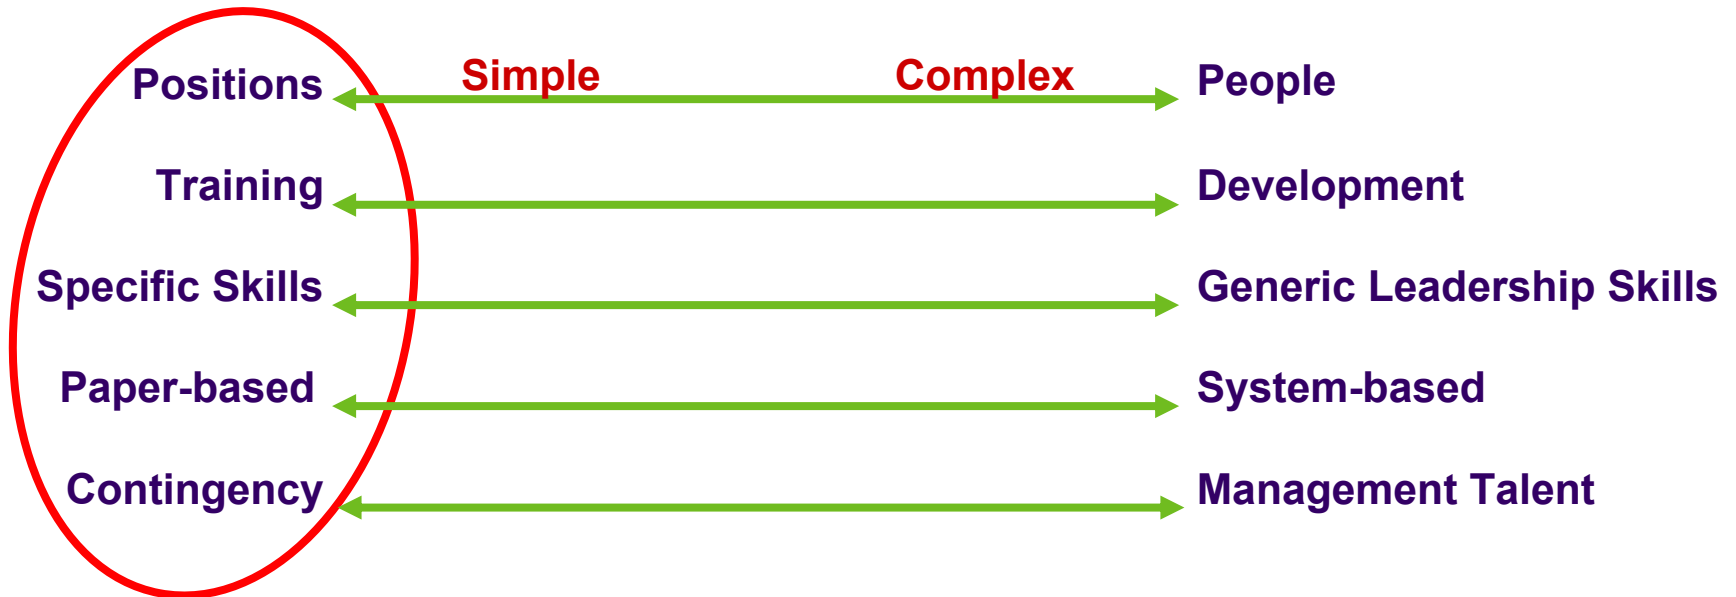 Positions Simple Complex People
Training Development
Specific Skills Generic Leadership Skills
Paper-based System-based
Contingency Management Talent